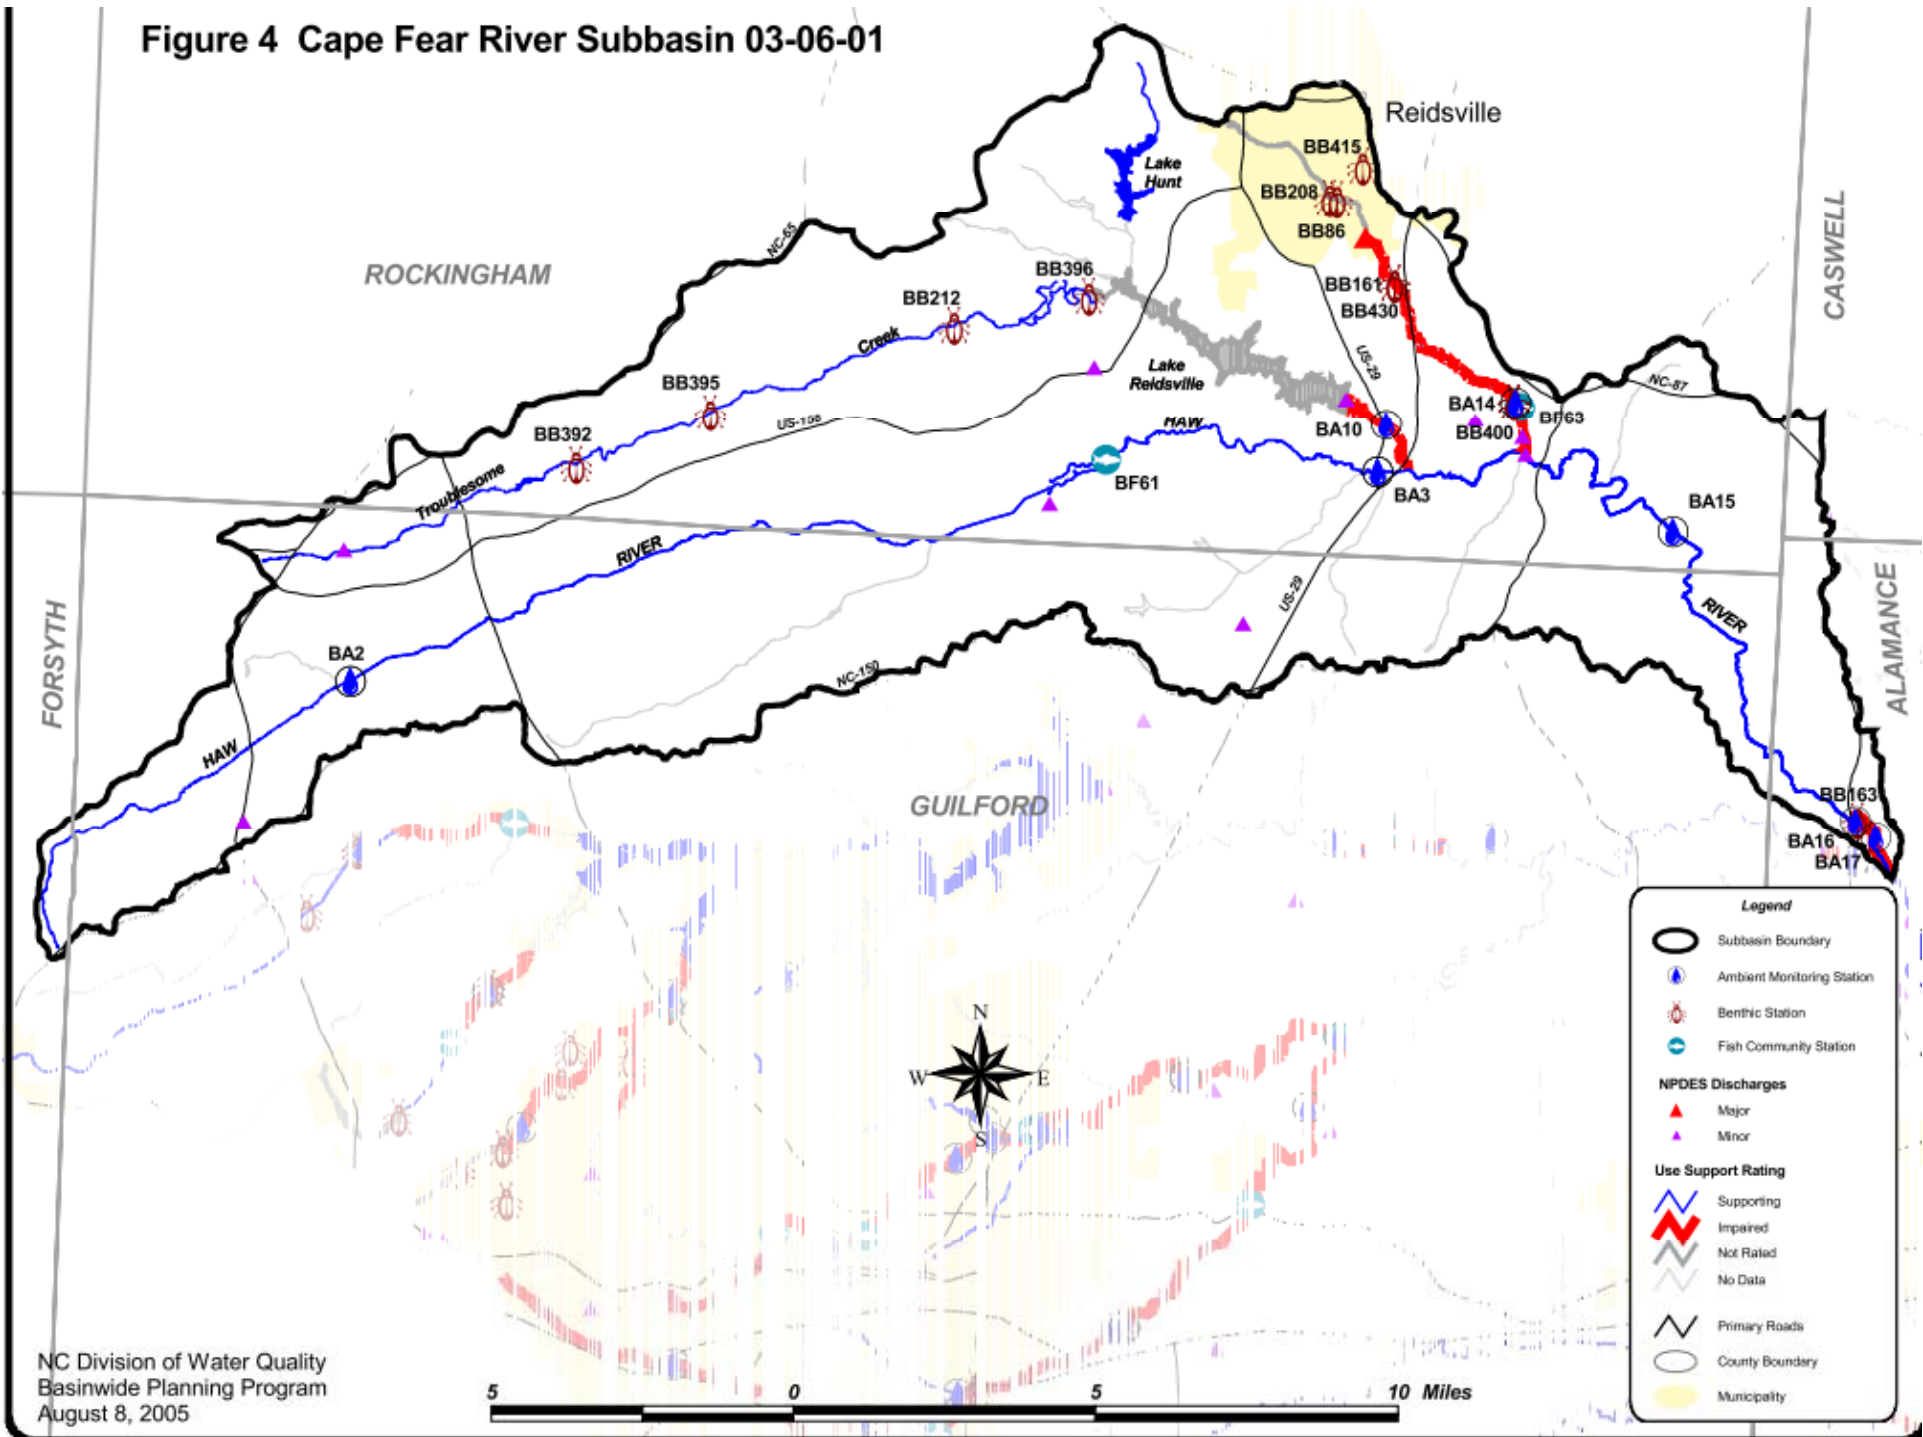 Figure 4 Cape Fear River Subbasin 03-06-01
Reidsville
BB415
Lake
Hunt
BB208
BB86
CASWELL
NC-65
ROCKINGHAM
BB396
BB161
BB212
BB430
Creek
US-29
Lake
Reidsville
BB395
NC-87
BA14
BF63
US-158
HAW
BA10
BB400
BB392
Troublesome
BF61
BA3
BA15
RIVER
FORSYTH
US-29
RIVER
ALAMANCE
BA2
NC-150
HAW
GUILFORD
BB163
BA16
BA17
Legend
Subbasin Boundary
Ambient Monitoring Station
Benthic Station
Fish Community Station
NPDES Discharges
Major
Minor
Use Support Rating
Supporting
Impaired
Not Rated
No Data
Primary Roads
County Boundary
Municipality
N
W E
S
NC Division of Water Quality
Basinwide Planning Program
August 8, 2005
5 0 5 10 Miles